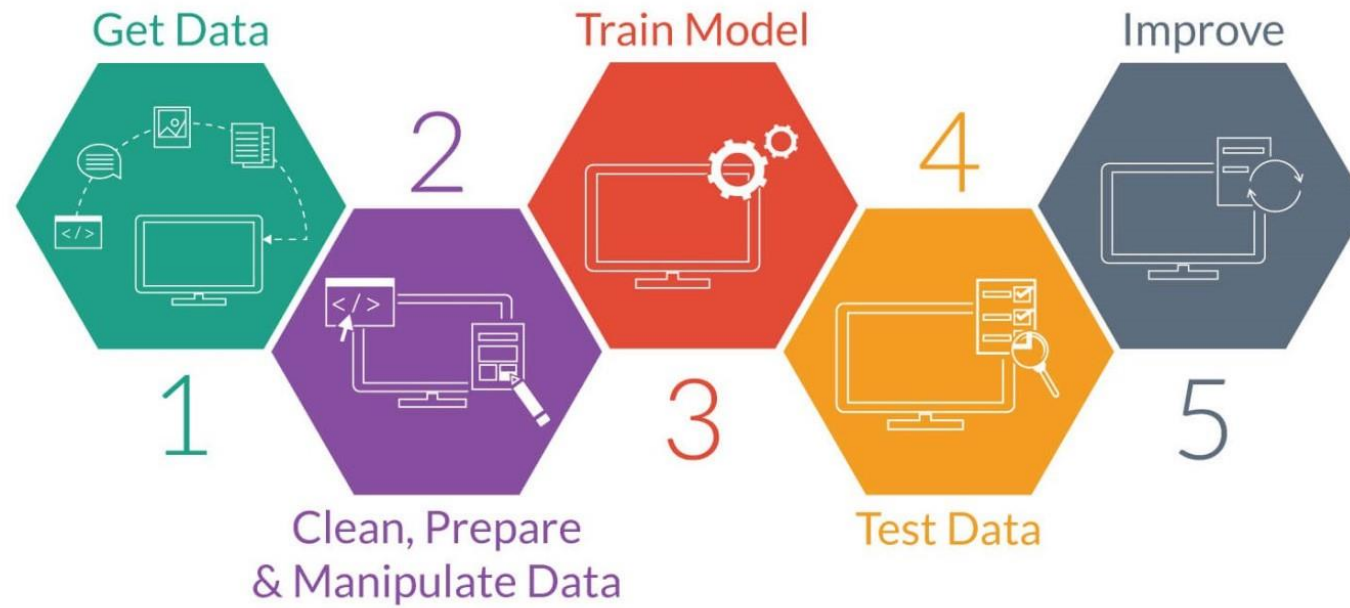 Get Data
1
2
Clean, Prepare
& Manipulate Data
Train Model
3
4
Test Data
Improve
5
</>
</>